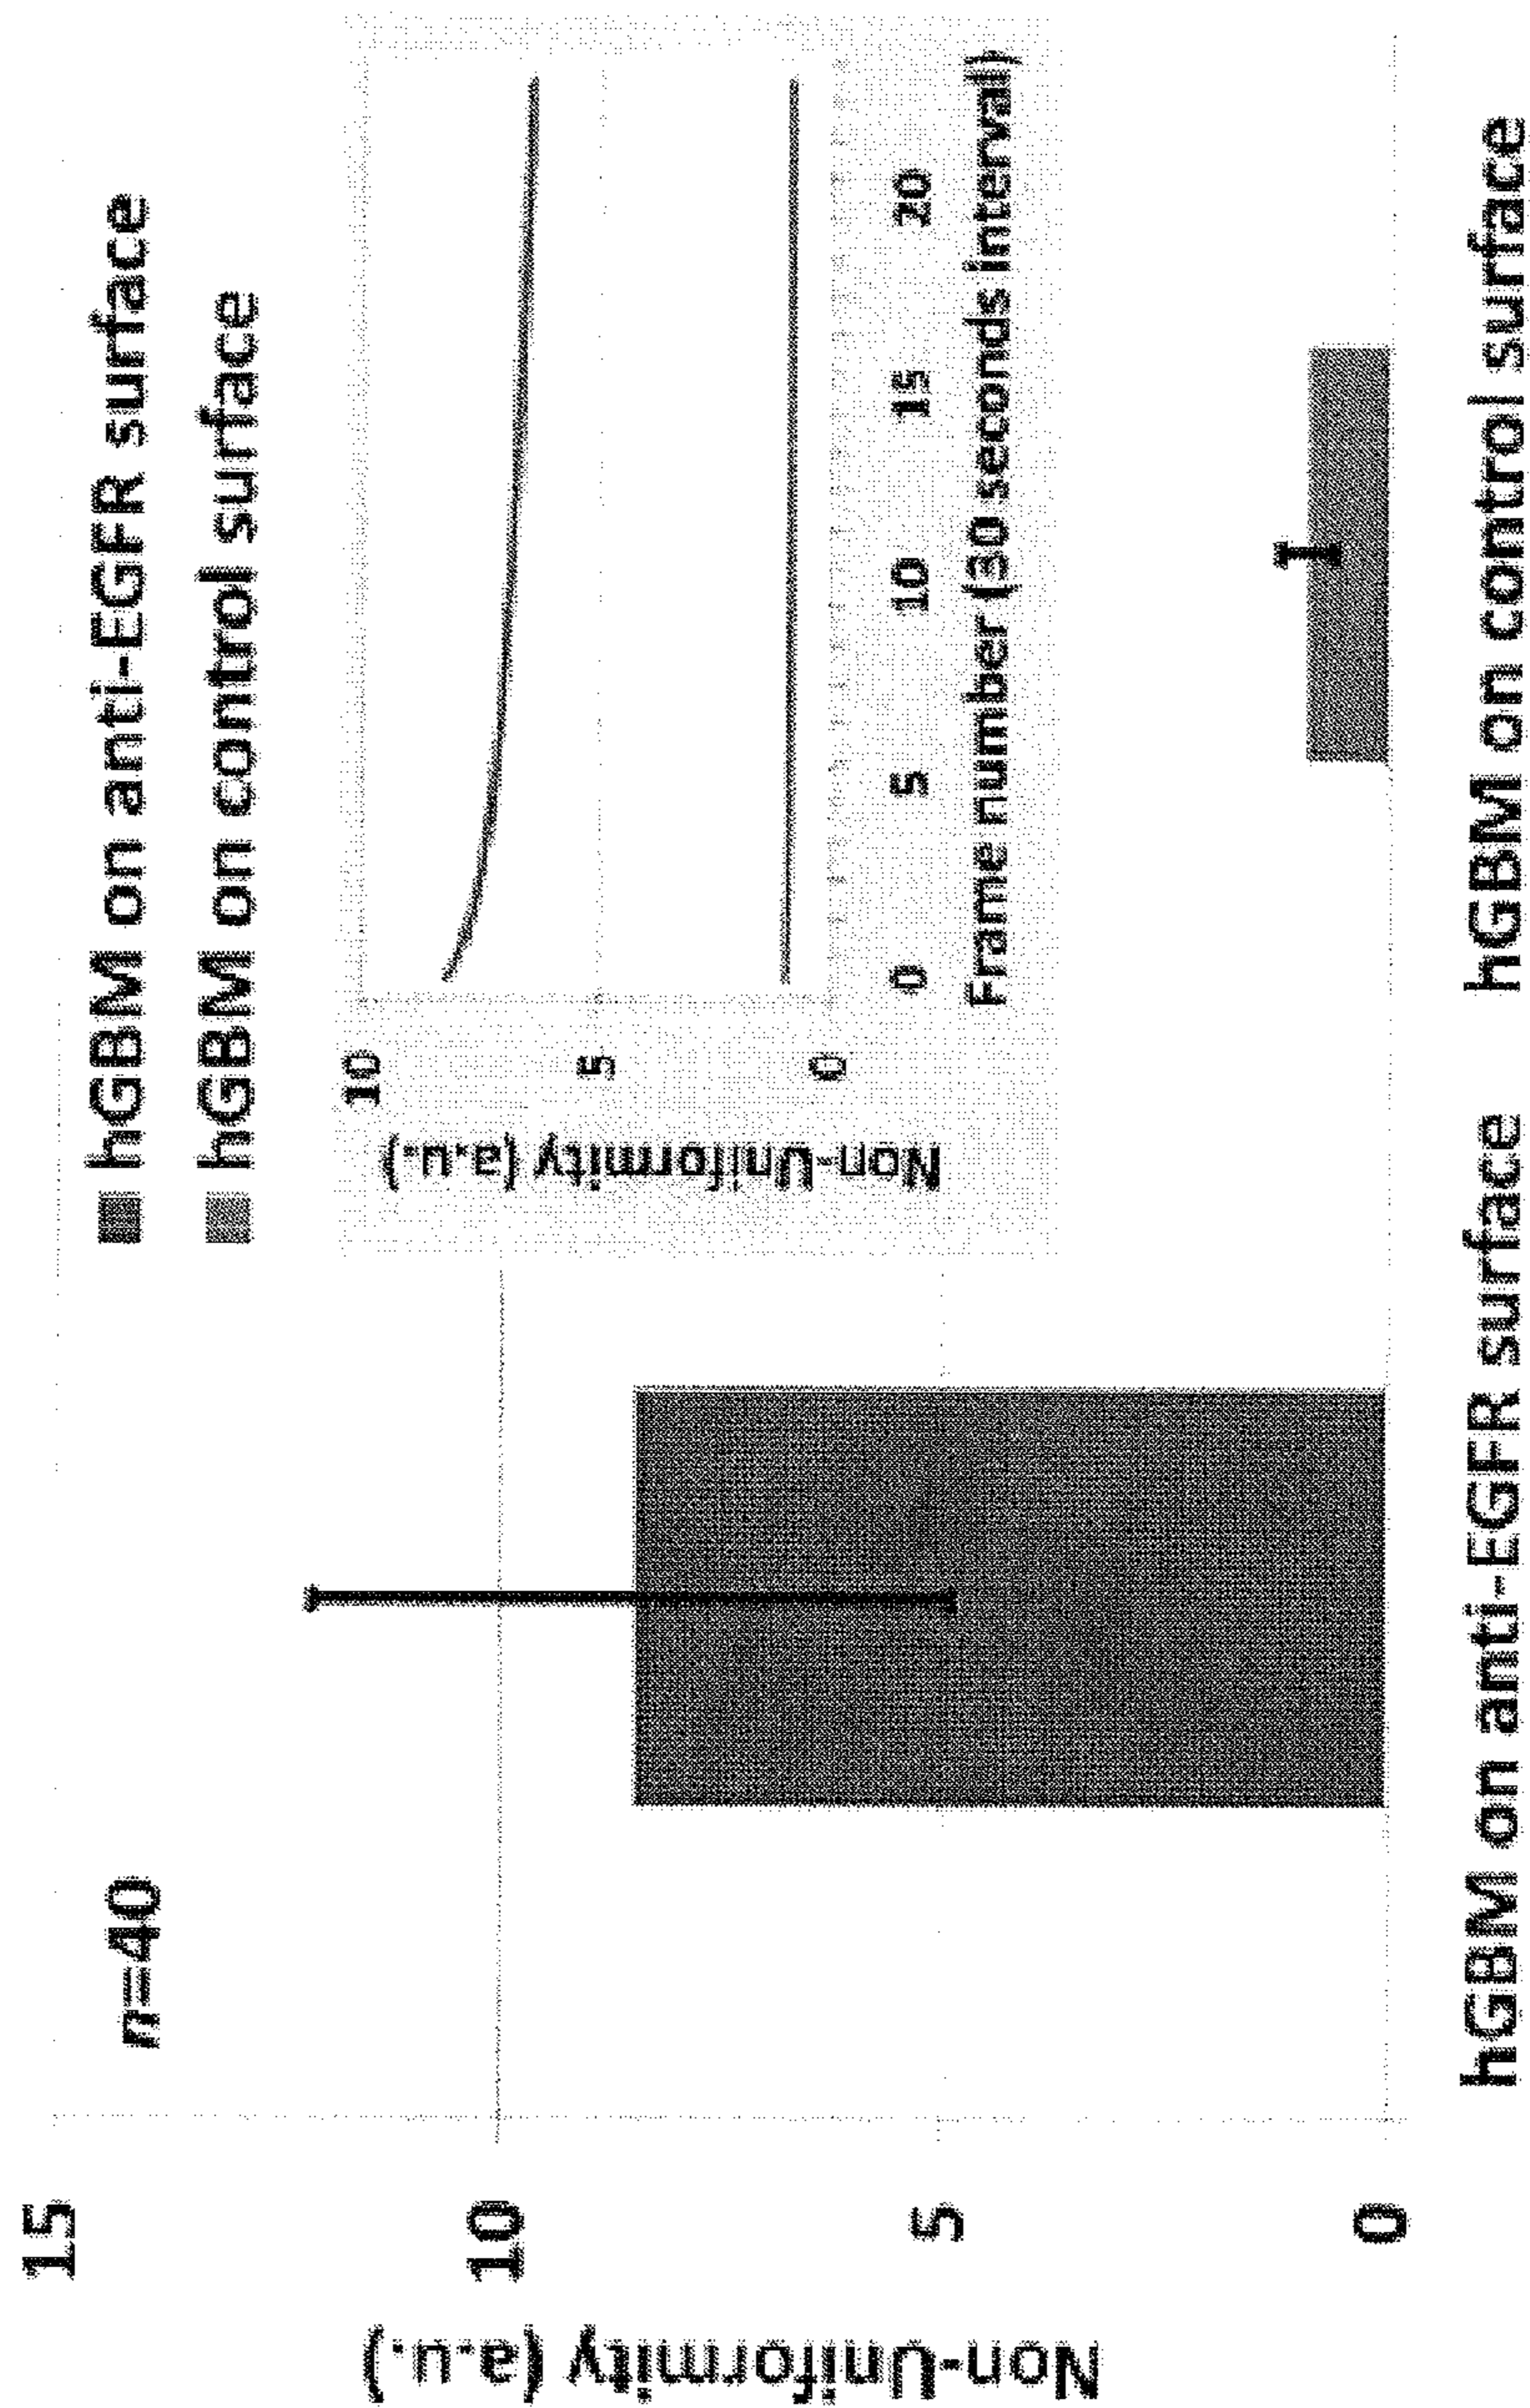 n=40
hGBM on anti-EGFR surface
hGBM on control surface
Non-Uniformity (a.u.)
15
10
5
0
Non-Uniformity (a.u.)
10
5
0
0 5 10 15 20
Frame number (30 seconds interval)
hGBM on anti-EGFR surface
hGBM on control surface